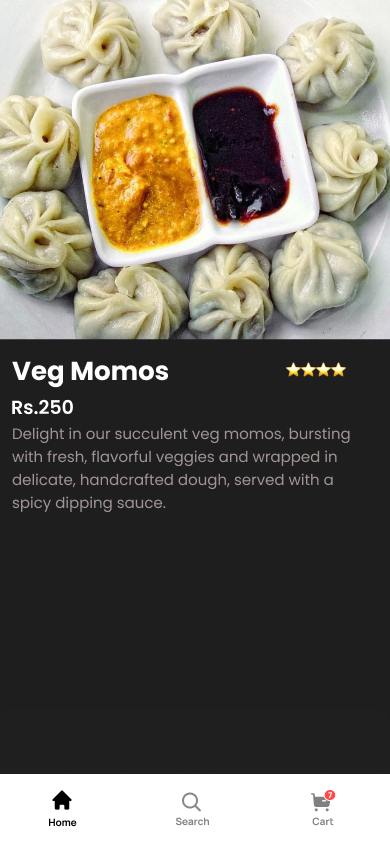 Veg Momos
Rs.250
Delight in our succulent veg momos, bursting
with fresh, flavorful veggies and wrapped in
delicate, handcrafted dough, served with a
spicy dipping sauce.
7
Home
Search
Cart